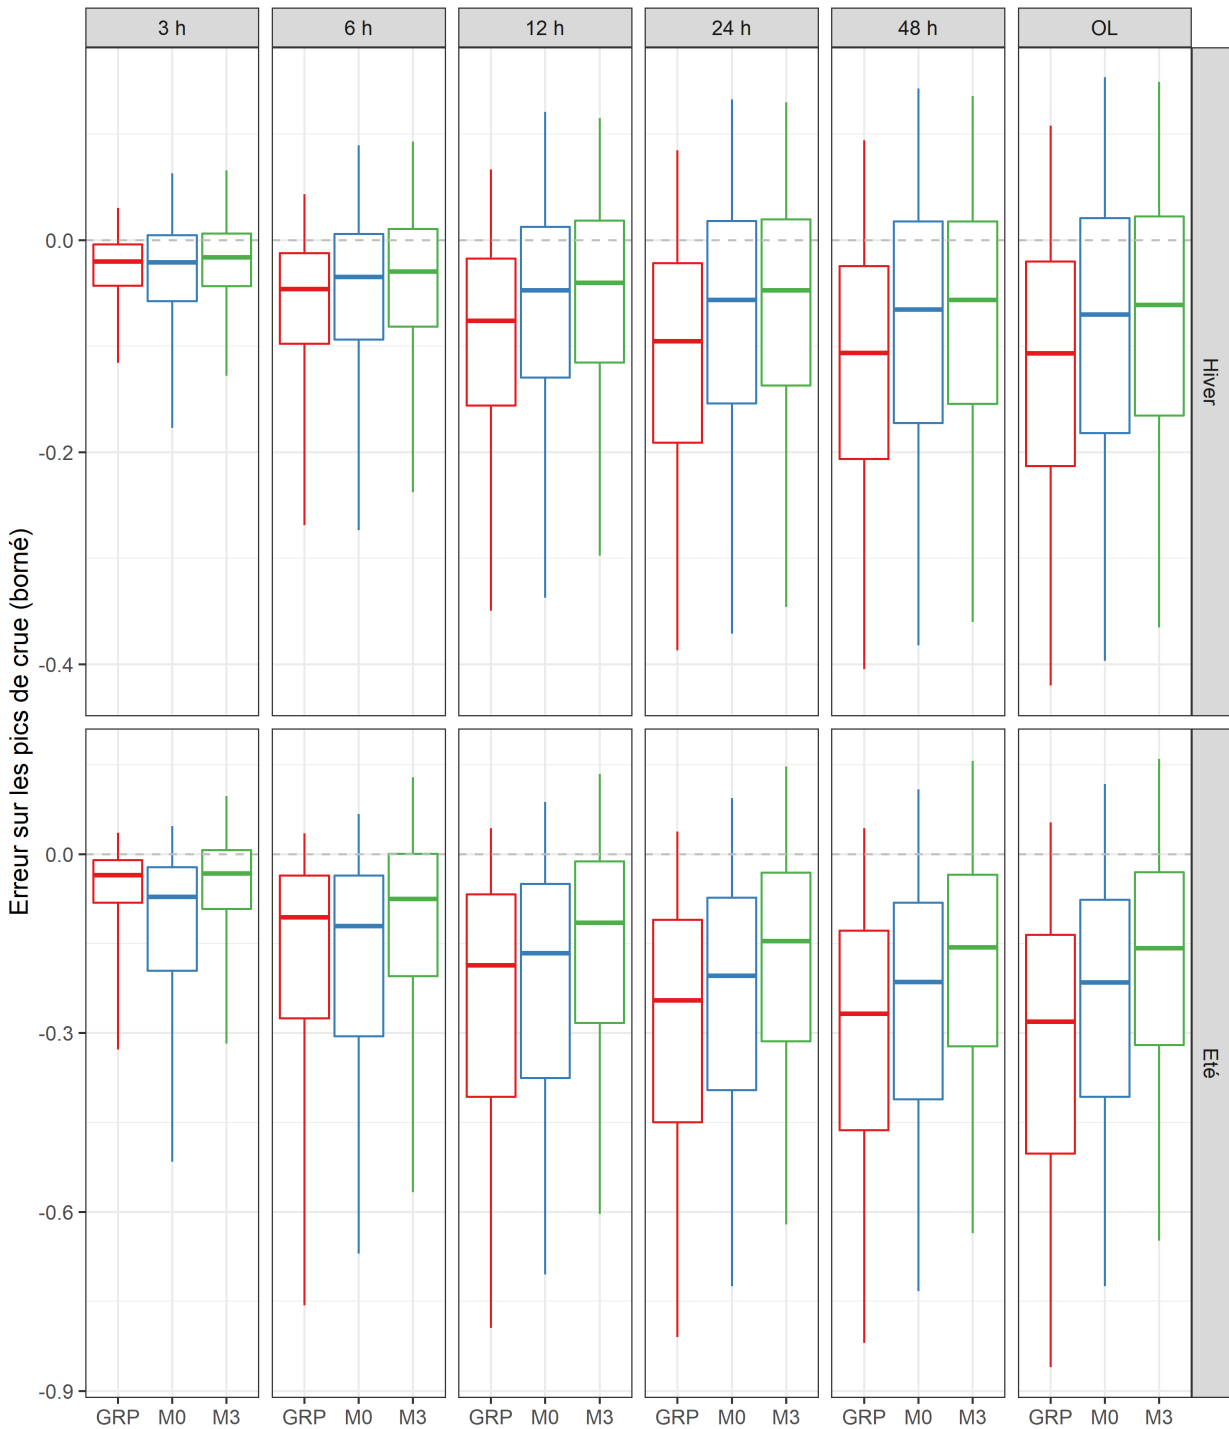 3 h
6 h
12 h
24 h
48 h
OL
Erreur sur les pics de crue (borné)
0.0
-0.2
-0.4
Hiver
0.0
-0.3
-0.6
-0.9
Eté
GRP M0 M3
GRP M0 M3
GRP M0 M3
GRP M0 M3
GRP M0 M3
GRP M0 M3